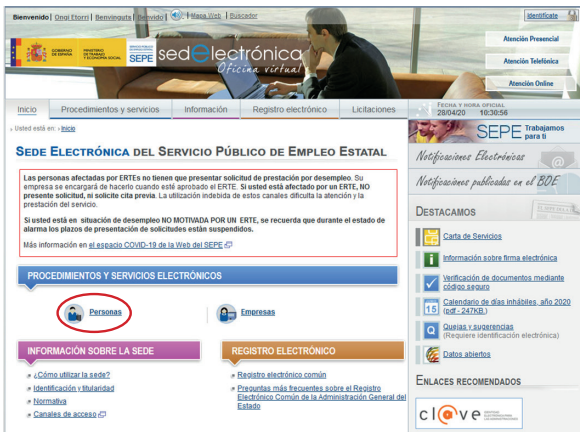 Bienvenido | Ongi Etorri | Benvinguts | Benvido | Mapa Web | Buscador
Identifícate
GOBIERNO DE ESPAÑA
MINISTERIO DE TRABAJO Y ECONOMÍA SOCIAL
SEPE
sedelectrónica
Oficina virtual
Atención Presencial
Atención Telefónica
Atención Online
Inicio
Procedimientos y servicios
Información
Registro electrónico
Licitaciones
FECHA Y HORA OFICIAL
28/04/20 10:30:56
Usted está en: Inicio
SEDE ELECTRÓNICA DEL SERVICIO PÚBLICO DE EMPLEO ESTATAL
Las personas afectadas por ERTEs no tienen que presentar solicitud de prestación por desempleo. Su
empresa se encargará de hacerlo cuando esté aprobado el ERTE. Si usted está afectado por un ERTE, NO
presente solicitud, ni solicite cita previa. La utilización indebida de estos canales dificulta la atención y la
prestación del servicio.
Si usted está en situación de desempleo NO MOTIVADA POR UN ERTE, se recuerda que durante el estado de
alarma los plazos de presentación de solicitudes están suspendidos.
Más información en el espacio COVID-19 de la Web del SEPE
PROCEDIMIENTOS Y SERVICIOS ELECTRÓNICOS
Personas
Empresas
INFORMACIÓN SOBRE LA SEDE
¿Cómo utilizar la sede?
Identificación y titularidad
Normativa
Canales de acceso
REGISTRO ELECTRÓNICO
Registro electrónico común
Preguntas más frecuentes sobre el Registro
Electrónico Común de la Administración General del
Estado
SEPE Trabajamos
para ti
Notificaciones Electrónicas
Notificaciones publicadas en el BOE
DESTACAMOS
Carta de Servicios
Información sobre firma electrónica
Verificación de documentos mediante
código seguro
15
Calendario de días inhábiles, año 2020
(pdf - 247KB.)
Quejas y sugerencias
(Requiere identificación electrónica)
Datos abiertos
ENLACES RECOMENDADOS
cl@ve